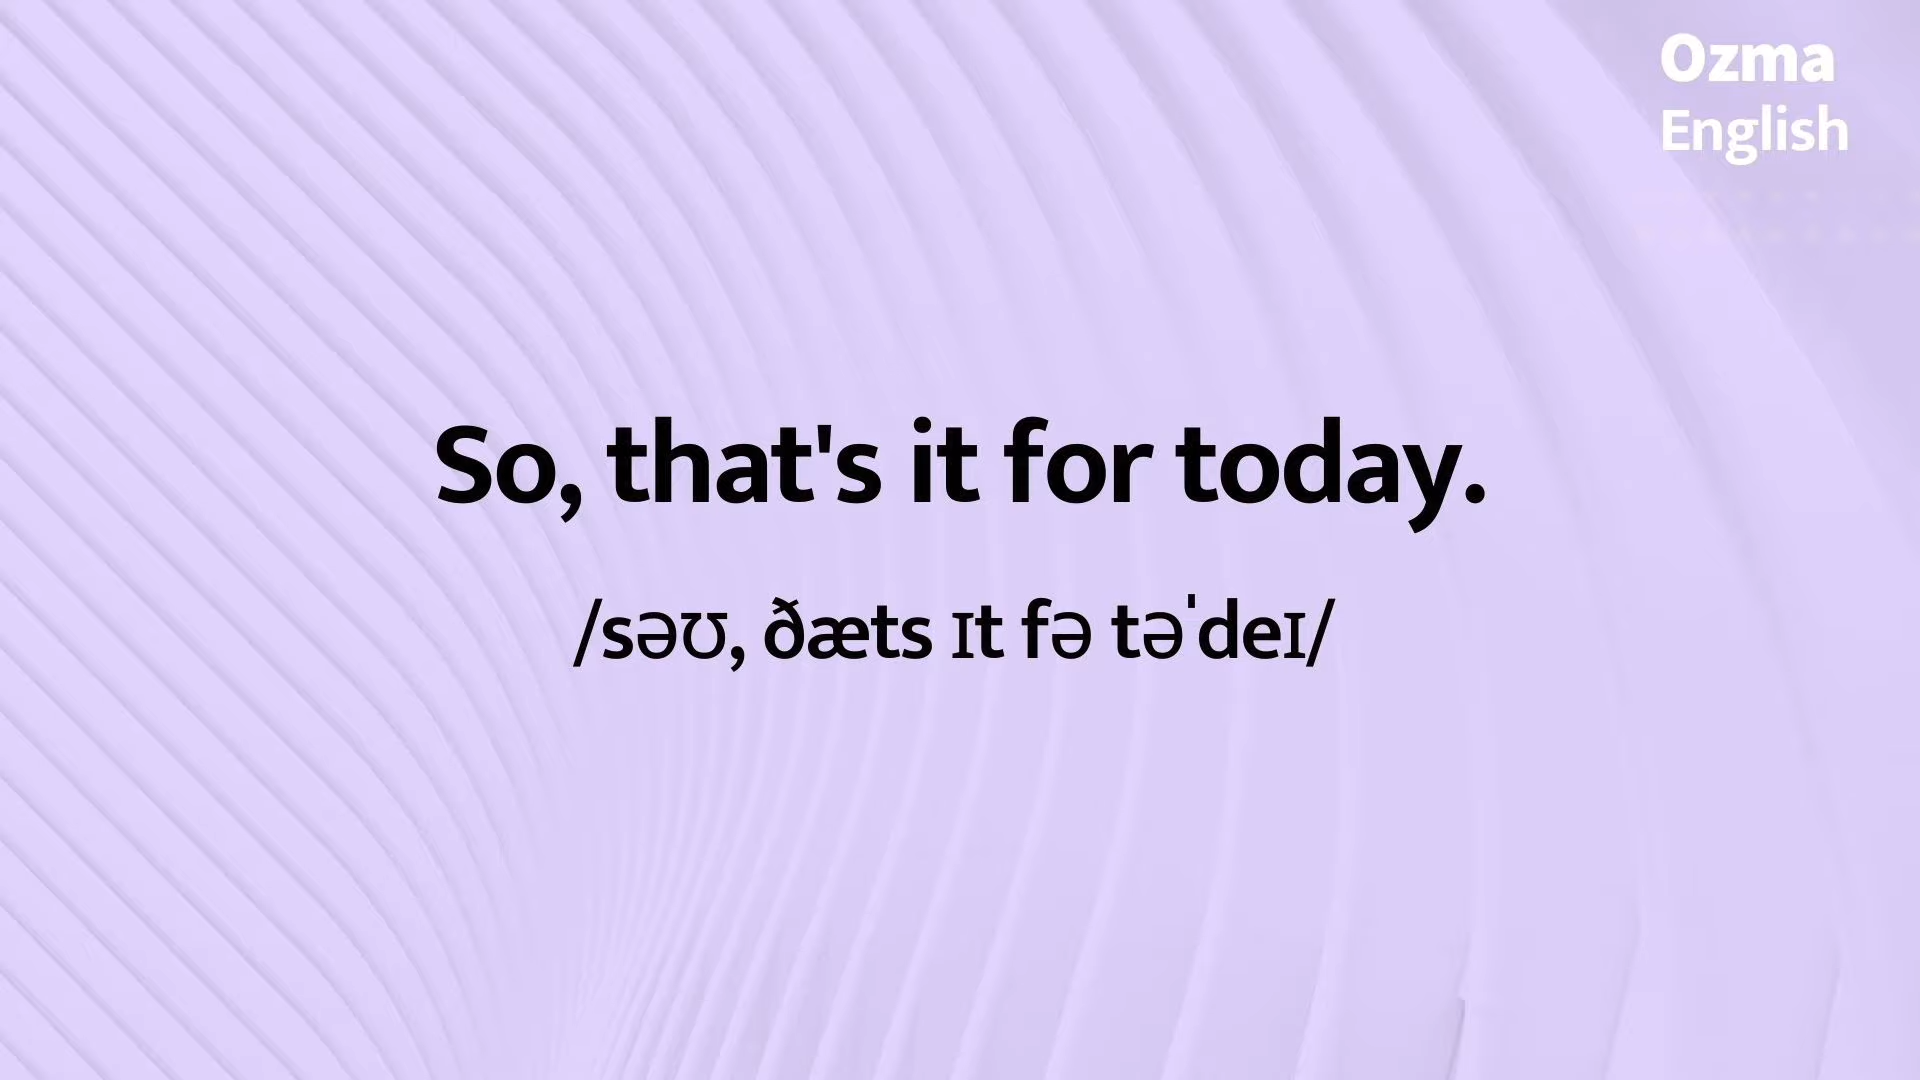 Ozma
English
So, that's it for today.
/səʊ, ðæts ɪt fə təˈdeɪ/